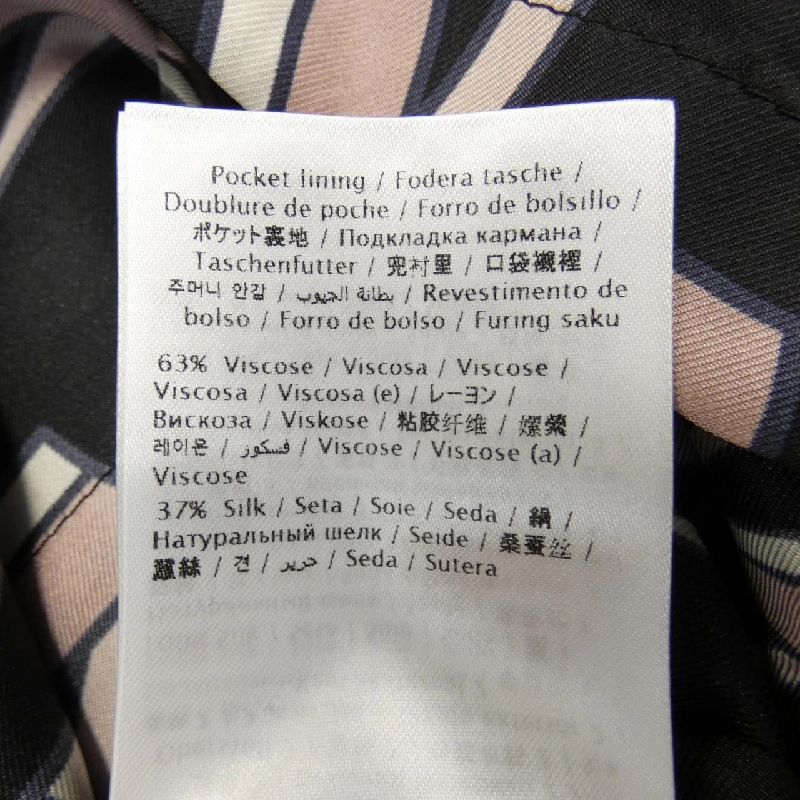 Pocket lining / Fodera tasche /
Doublure de poche / Forro de bolsillo /
ポケット裏地 / Подкладка кармана /
Taschenfutter / 兜衬里 / 口袋襯裡 /
주머니 안감 / بطانة الجيوب / Revestimento de
bolso / Forro de bolso / Furing saku
63% Viscose / Viscosa / Viscose /
Viscosa / Viscosa (e) / レーヨン /
Вискоза / Viskose / 粘胶纤维 / 嫘縈 /
레이온 / فسكوز / Viscose / Viscose (a) /
Viscose
37% Silk / Seta / Soie / Seda / 絹 /
Натуральный шелк / Seide / 桑蚕丝 /
蠶絲 / 견 / حرير / Seda / Sutera